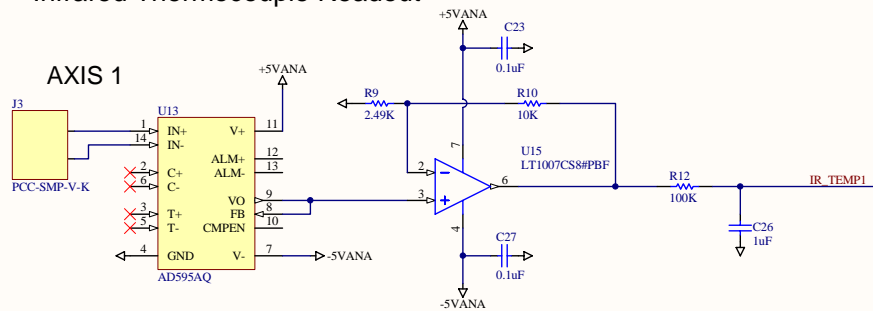 Infrared Thermocouple Readout
AXIS 1
J3
PCC-SMP-V-K
U13
+5VANA
1 IN+
14 IN-
2 C+
6 C-
3 T+
5 T-
4 GND
V+ 11
ALM+ 12
ALM- 13
VO 9
FB 8
CMPEN 10
V- 7
-5VANA
AD595AQ
+5VANA
C23
0.1uF
R9
2.49K
R10
10K
U15
LT1007CS8#PBF
7
2
3
6
4
C27
0.1uF
-5VANA
R12
100K
IR_TEMP1
C26
1uF